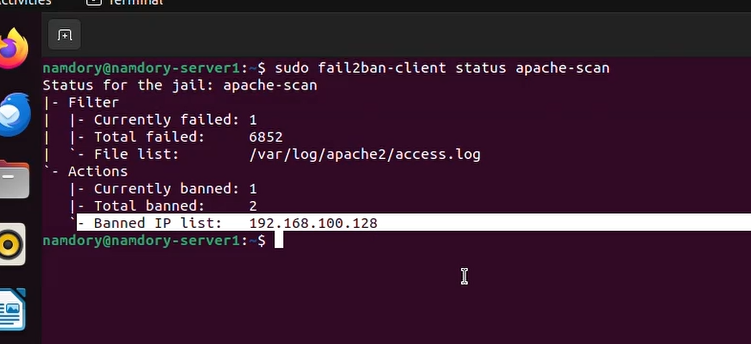 Terminal
namdory@namdory-server1:~$ sudo fail2ban-client status apache-scan
Status for the jail: apache-scan
|- Filter
|  |- Currently failed: 1
|  |- Total failed:     6852
|  `- File list:        /var/log/apache2/access.log
`- Actions
   |- Currently banned: 1
   |- Total banned:     2
   `- Banned IP list:   192.168.100.128
namdory@namdory-server1:~$